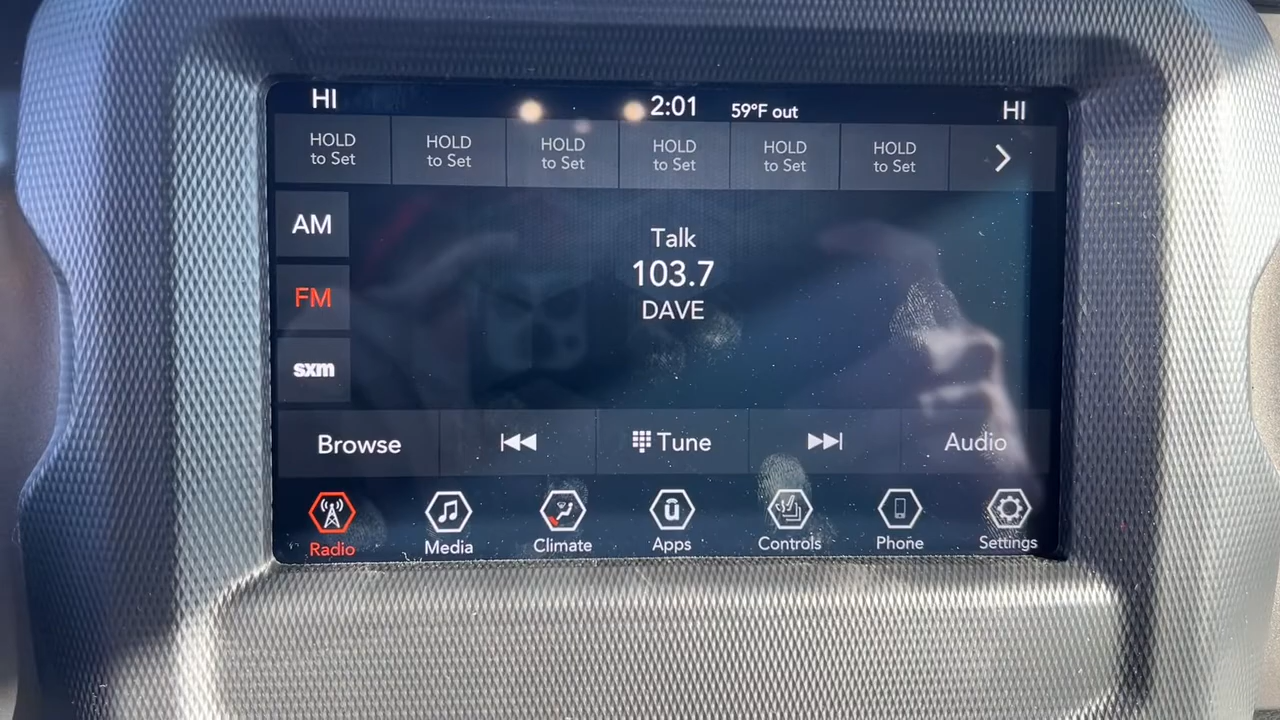 HI 2:01 59°F out HI
HOLD to Set
HOLD to Set
HOLD to Set
HOLD to Set
HOLD to Set
HOLD to Set
AM
FM
sxm
Talk
103.7
DAVE
Browse Tune Audio
Radio Media Climate Apps Controls Phone Settings